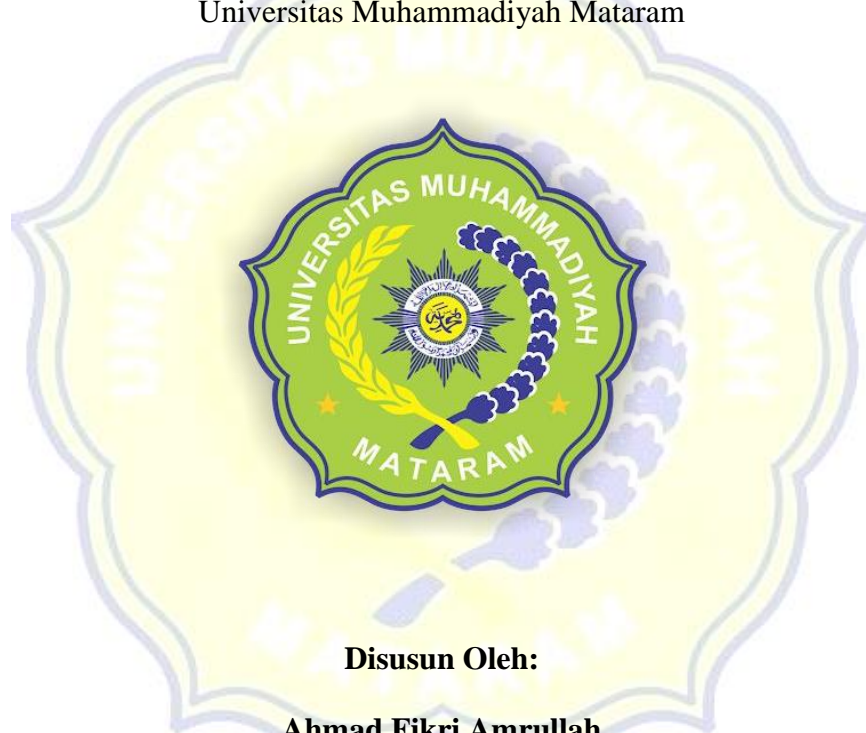 Universitas Muhammadiyah Mataram
UNIVERSITAS MUHAMMADIYAH
MATARAM
Disusun Oleh:
Ahmad Fikri Amrullah